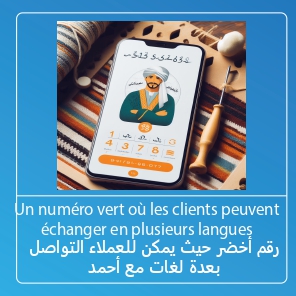 Un numéro vert où les clients peuvent
échanger en plusieurs langues
رقم أخضر حيث يمكن للعملاء التواصل
بعدة لغات مع أحمد